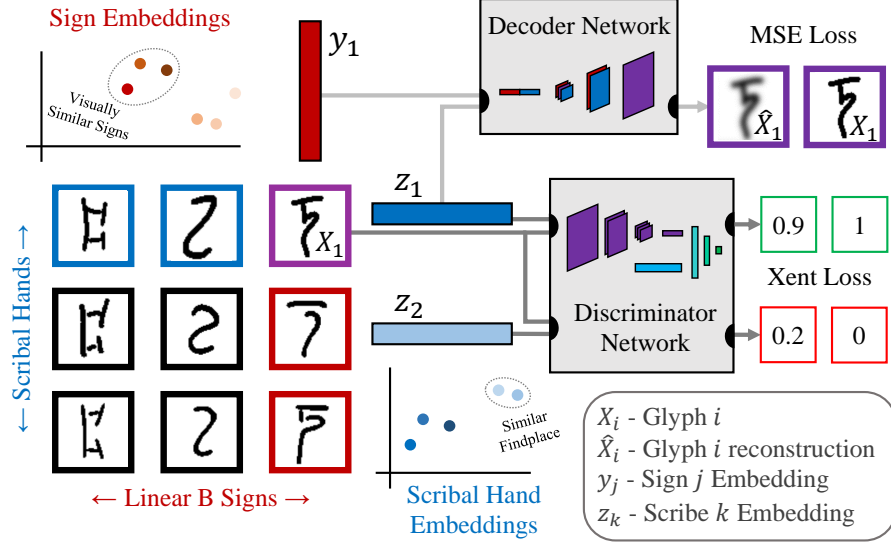 Sign Embeddings
Visually
Similar Signs
y₁
Decoder Network
MSE Loss
X̂₁
X₁
z₁
X₁
← Scribal Hands →
z₂
Discriminator
Network
0.9
1
Xent Loss
0.2
0
Similar
Findplace
← Linear B Signs →
Scribal Hand
Embeddings
Xᵢ - Glyph i
X̂ᵢ - Glyph i reconstruction
yⱼ - Sign j Embedding
zₖ - Scribe k Embedding